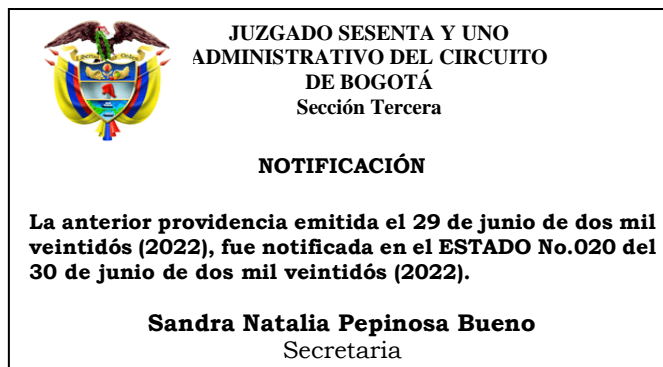 JUZGADO SESENTA Y UNO
ADMINISTRATIVO DEL CIRCUITO
DE BOGOTÁ
Sección Tercera
NOTIFICACIÓN
La anterior providencia emitida el 29 de junio de dos mil
veintidós (2022), fue notificada en el ESTADO No.020 del
30 de junio de dos mil veintidós (2022).
Sandra Natalia Pepinosa Bueno
Secretaria